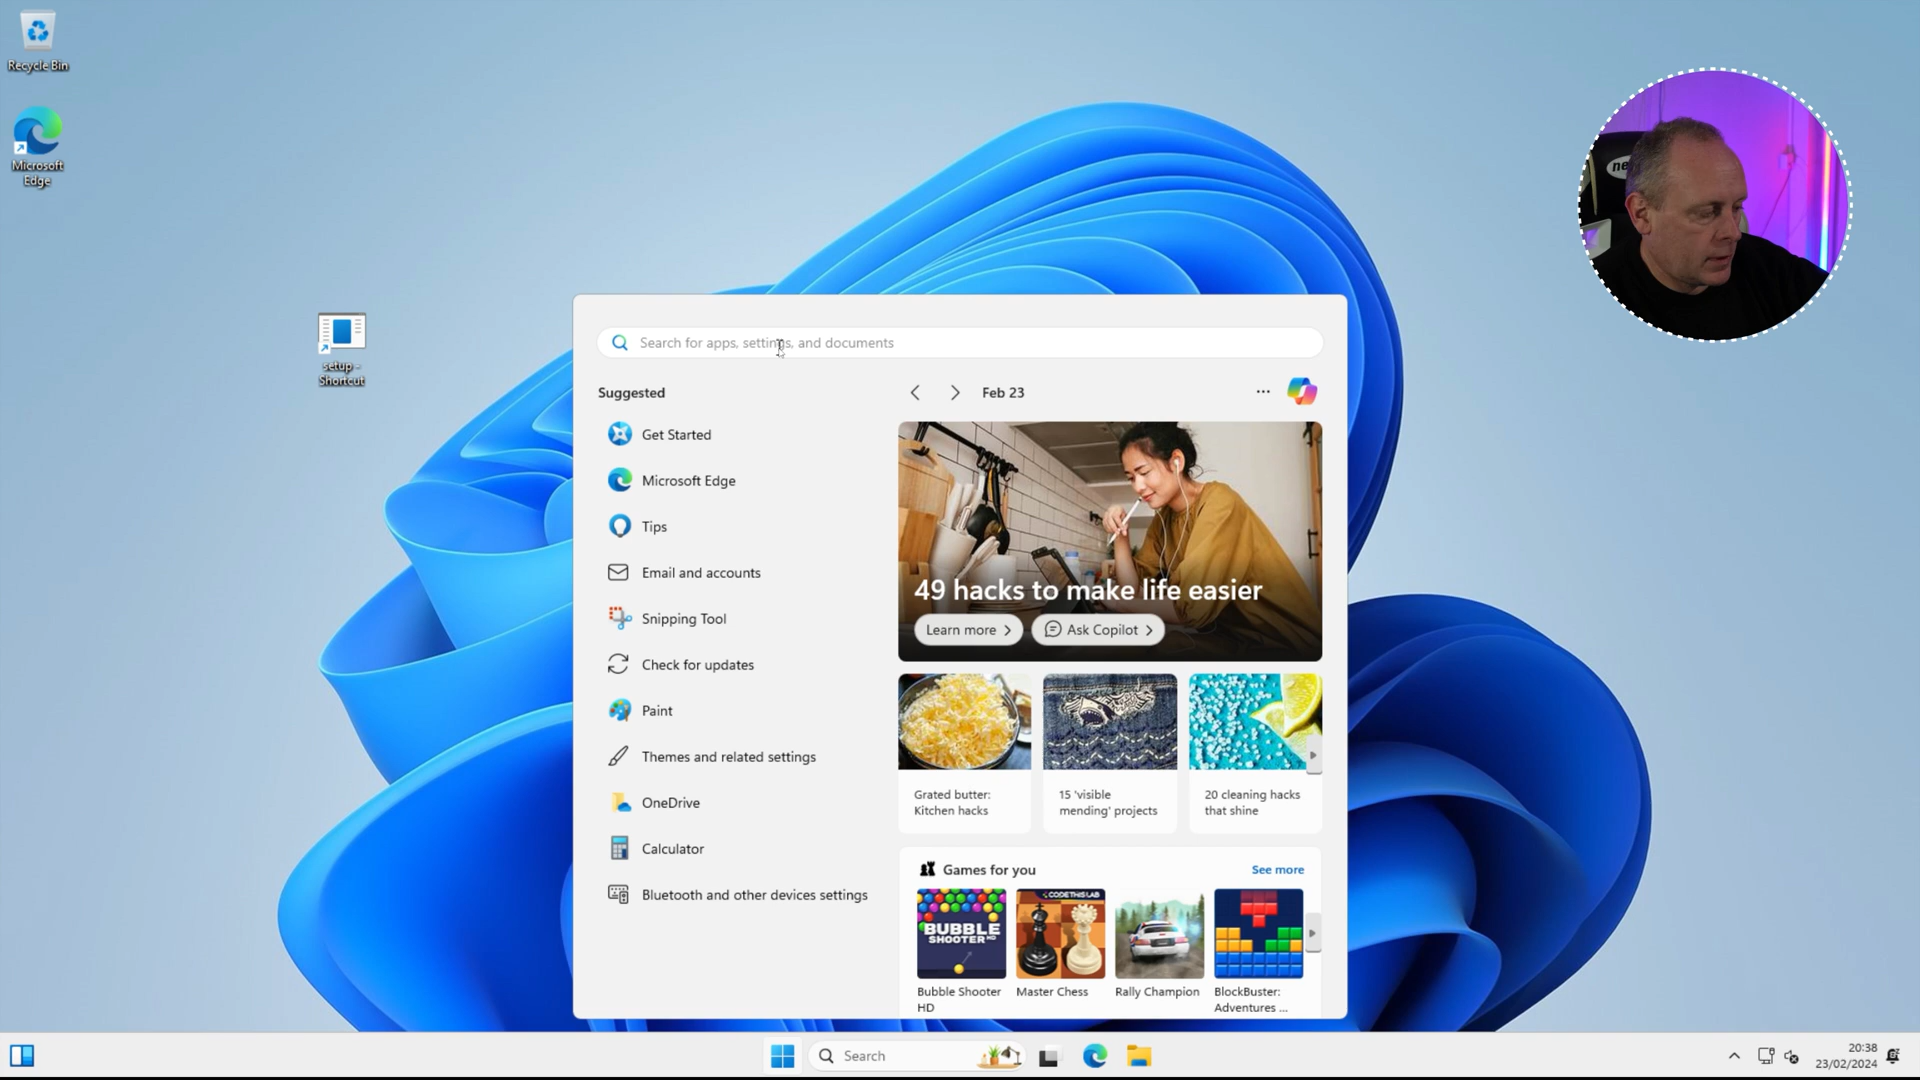 Recycle Bin
Microsoft
Edge
setup -
Shortcut
ne
Search for apps, settings, and documents
Suggested
Get Started
Microsoft Edge
Tips
Email and accounts
Snipping Tool
Check for updates
Paint
Themes and related settings
OneDrive
Calculator
Bluetooth and other devices settings
Feb 23
49 hacks to make life easier
Learn more
Ask Copilot
Grated butter:
Kitchen hacks
15 'visible
mending' projects
20 cleaning hacks
that shine
Games for you
See more
BUBBLE
SHOOTER HD
CODETHISLAB
Bubble Shooter
HD
Master Chess
Rally Champion
BlockBuster:
Adventures ...
Search
20:38
23/02/2024